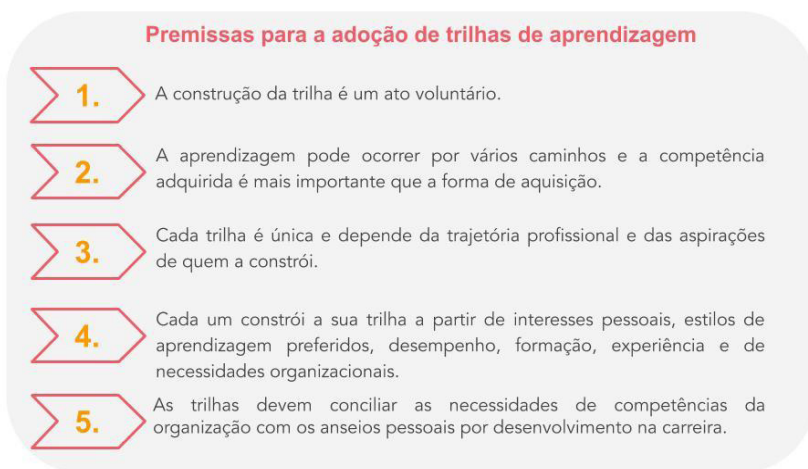 Premissas para a adoção de trilhas de aprendizagem
1.
A construção da trilha é um ato voluntário.
2.
A aprendizagem pode ocorrer por vários caminhos e a competência
adquirida é mais importante que a forma de aquisição.
3.
Cada trilha é única e depende da trajetória profissional e das aspirações
de quem a constrói.
4.
Cada um constrói a sua trilha a partir de interesses pessoais, estilos de
aprendizagem preferidos, desempenho, formação, experiência e de
necessidades organizacionais.
5.
As trilhas devem conciliar as necessidades de competências da
organização com os anseios pessoais por desenvolvimento na carreira.